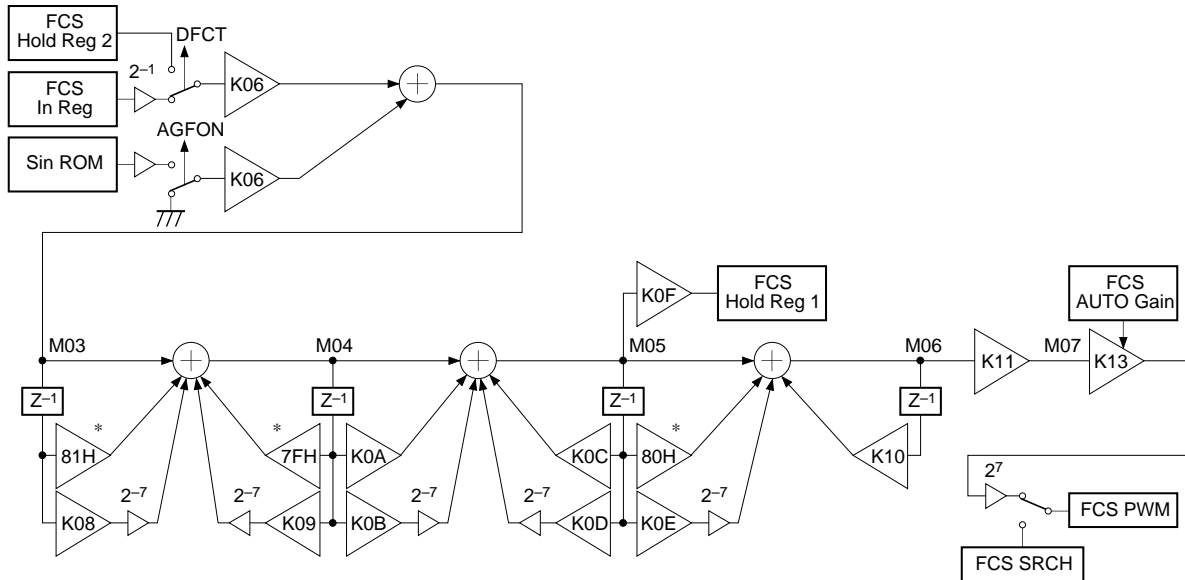 FCS
Hold Reg 2
DFCT
2–1
K06
FCS
In Reg
AGFON
Sin ROM
K06
FCS
Hold Reg 1
K0F
FCS
AUTO Gain
M03
M04
M05
M06
K11
M07
K13
Z–1
Z–1
Z–1
Z–1
*
*
*
81H
7FH
K0A
K0C
80H
K10
2–7
2–7
2–7
2–7
2–7
K08
K09
K0B
K0D
K0E
27
FCS PWM
FCS SRCH